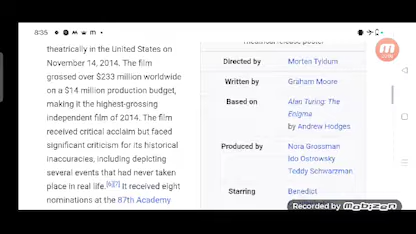 8:35
theatrically in the United States on
November 14, 2014. The film
grossed over $233 million worldwide
on a $14 million production budget,
making it the highest-grossing
independent film of 2014. The film
received critical acclaim but faced
significant criticism for its historical
inaccuracies, including depicting
several events that had never taken
place in real life.[6][7] It received eight
nominations at the 87th Academy
Theatrical release poster
Directed by Morten Tyldum
Written by Graham Moore
Based on Alan Turing: The
Enigma
by Andrew Hodges
Produced by Nora Grossman
Ido Ostrowsky
Teddy Schwarzman
Starring Benedict
Recorded by Mobizen